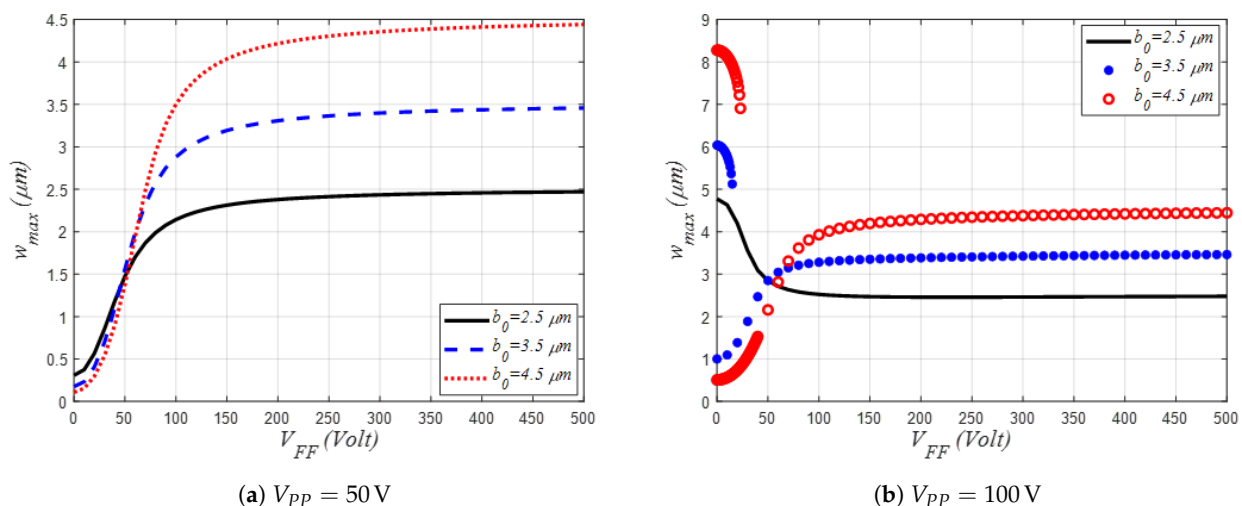 4.5
4
3.5
3
2.5
2
1.5
1
0.5
0
w_max (μm)
b_0=2.5 μm
b_0=3.5 μm
b_0=4.5 μm
0 50 100 150 200 250 300 350 400 450 500
V_FF (Volt)
(a) V_PP = 50 V
9
8
7
6
5
4
3
2
1
0
w_max (μm)
b_0=2.5 μm
b_0=3.5 μm
b_0=4.5 μm
0 50 100 150 200 250 300 350 400 450 500
V_FF (Volt)
(b) V_PP = 100 V